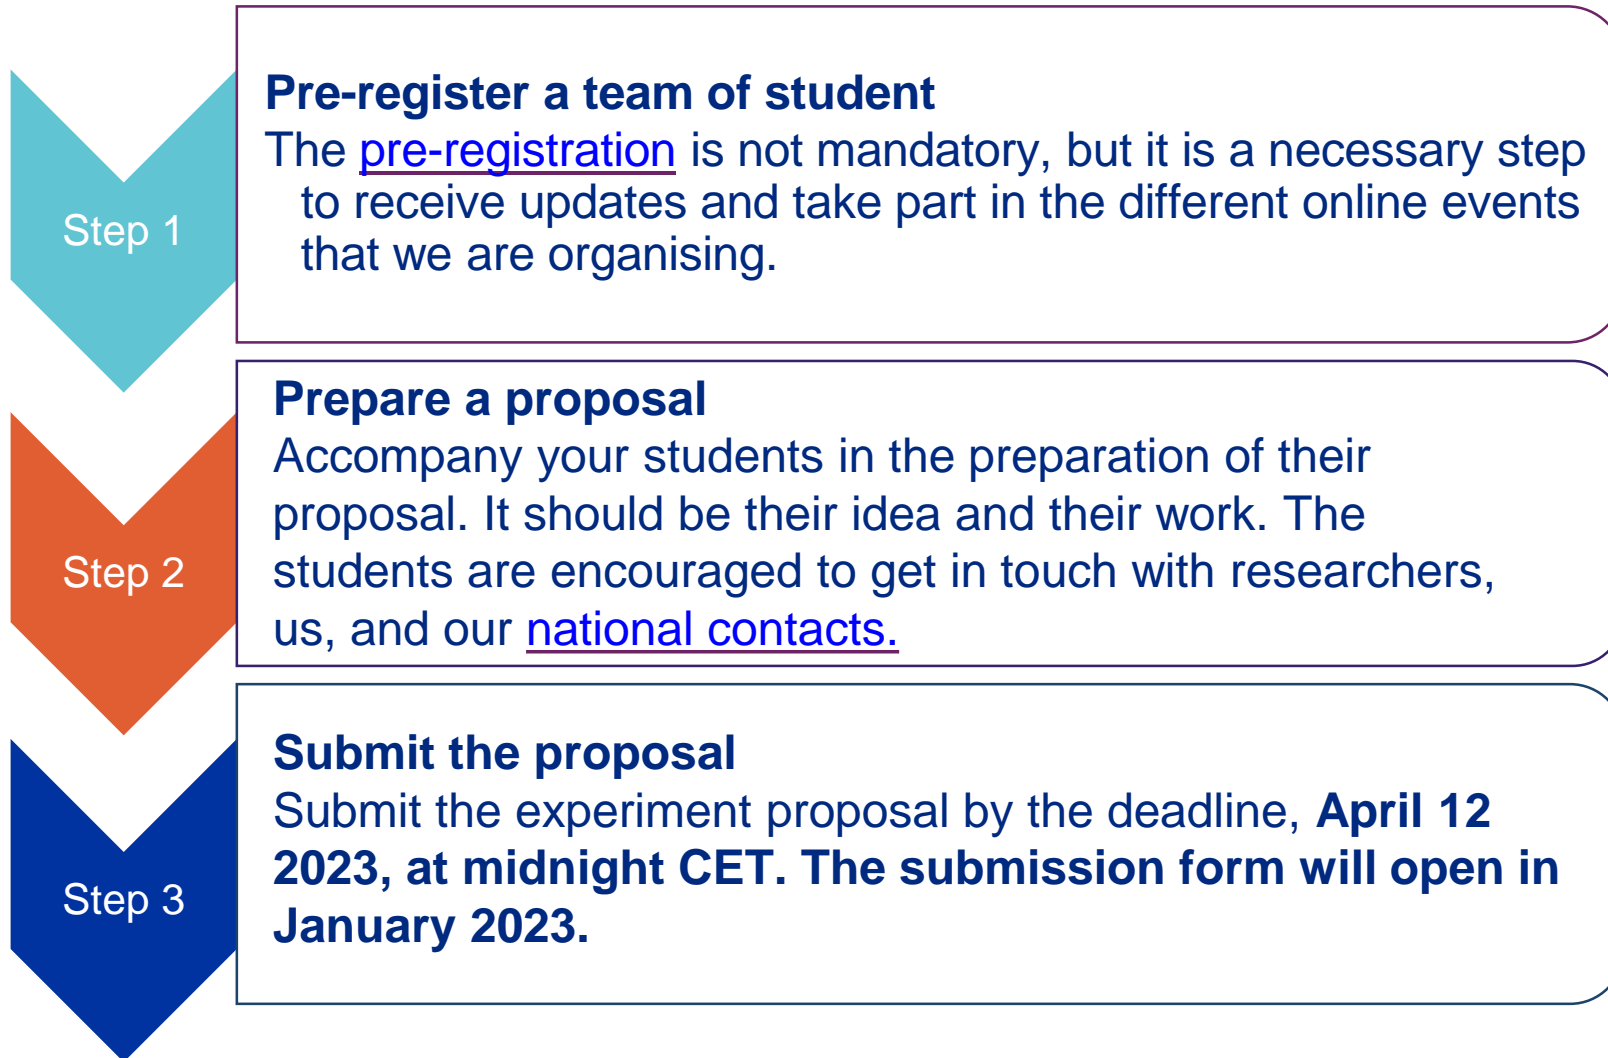 Step 1
Pre-register a team of student
The pre-registration is not mandatory, but it is a necessary step
to receive updates and take part in the different online events
that we are organising.
Step 2
Prepare a proposal
Accompany your students in the preparation of their
proposal. It should be their idea and their work. The
students are encouraged to get in touch with researchers,
us, and our national contacts.
Step 3
Submit the proposal
Submit the experiment proposal by the deadline, April 12
2023, at midnight CET. The submission form will open in
January 2023.